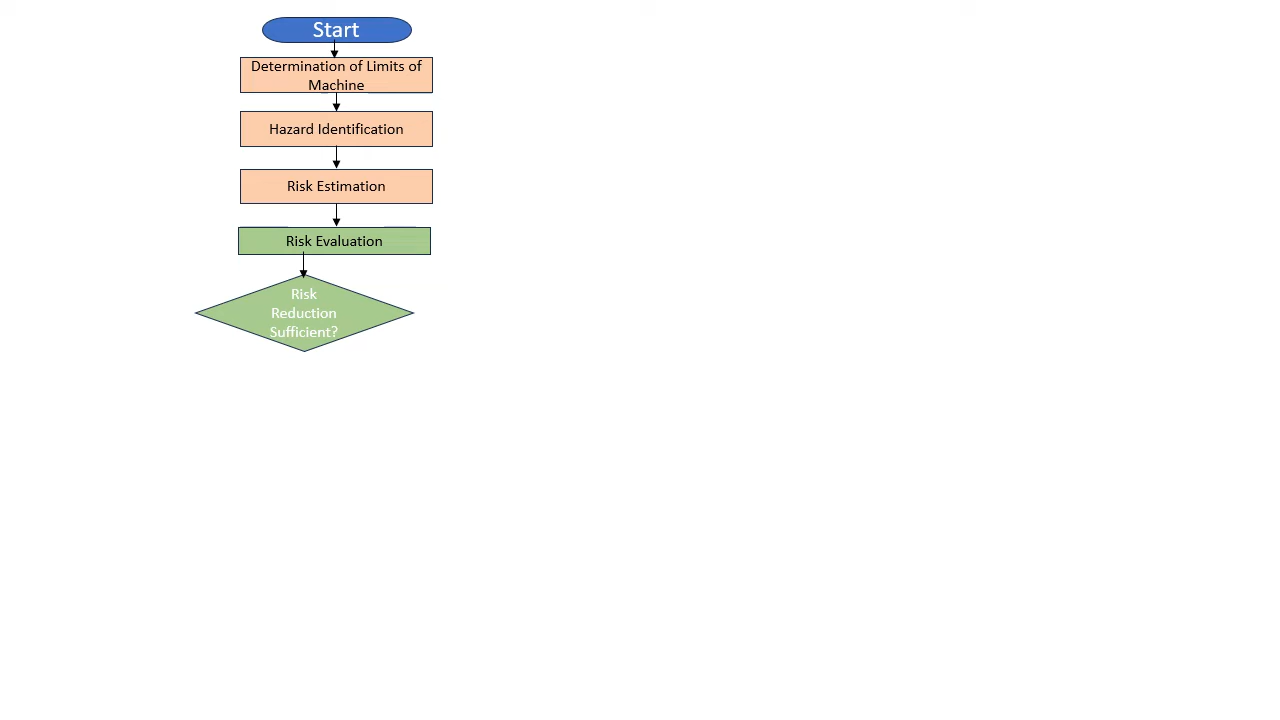 Start
Determination of Limits of
Machine
Hazard Identification
Risk Estimation
Risk Evaluation
Risk
Reduction
Sufficient?